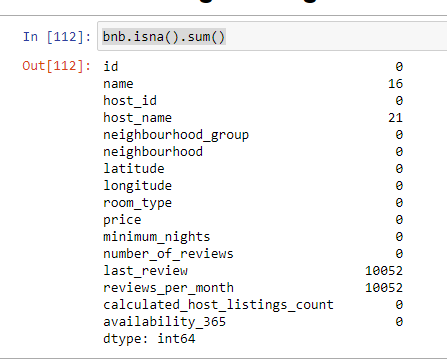 In [112]: bnb.isna().sum()
Out[112]: id 0
name 16
host_id 0
host_name 21
neighbourhood_group 0
neighbourhood 0
latitude 0
longitude 0
room_type 0
price 0
minimum_nights 0
number_of_reviews 0
last_review 10052
reviews_per_month 10052
calculated_host_listings_count 0
availability_365 0
dtype: int64